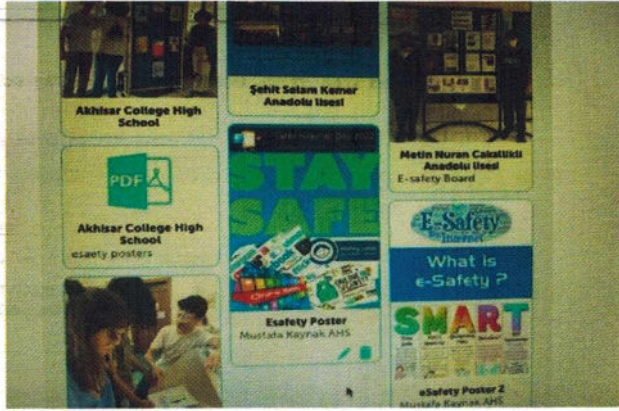 Akhisar College High
School
PDF
Akhisar College High
School
esaety posters
Şehit Selam Kemer
Anadolu lisesi
STAY
SAFE
Esafety Poster
Mustafa Kaynak AHS
Metin Nuran Cakallikli
Anadolu lisesi
E-safety Board
E-Safety
Internet
What is
e-Safety ?
SMART
eSafety Poster 2
Mustafa Kaynak AHS